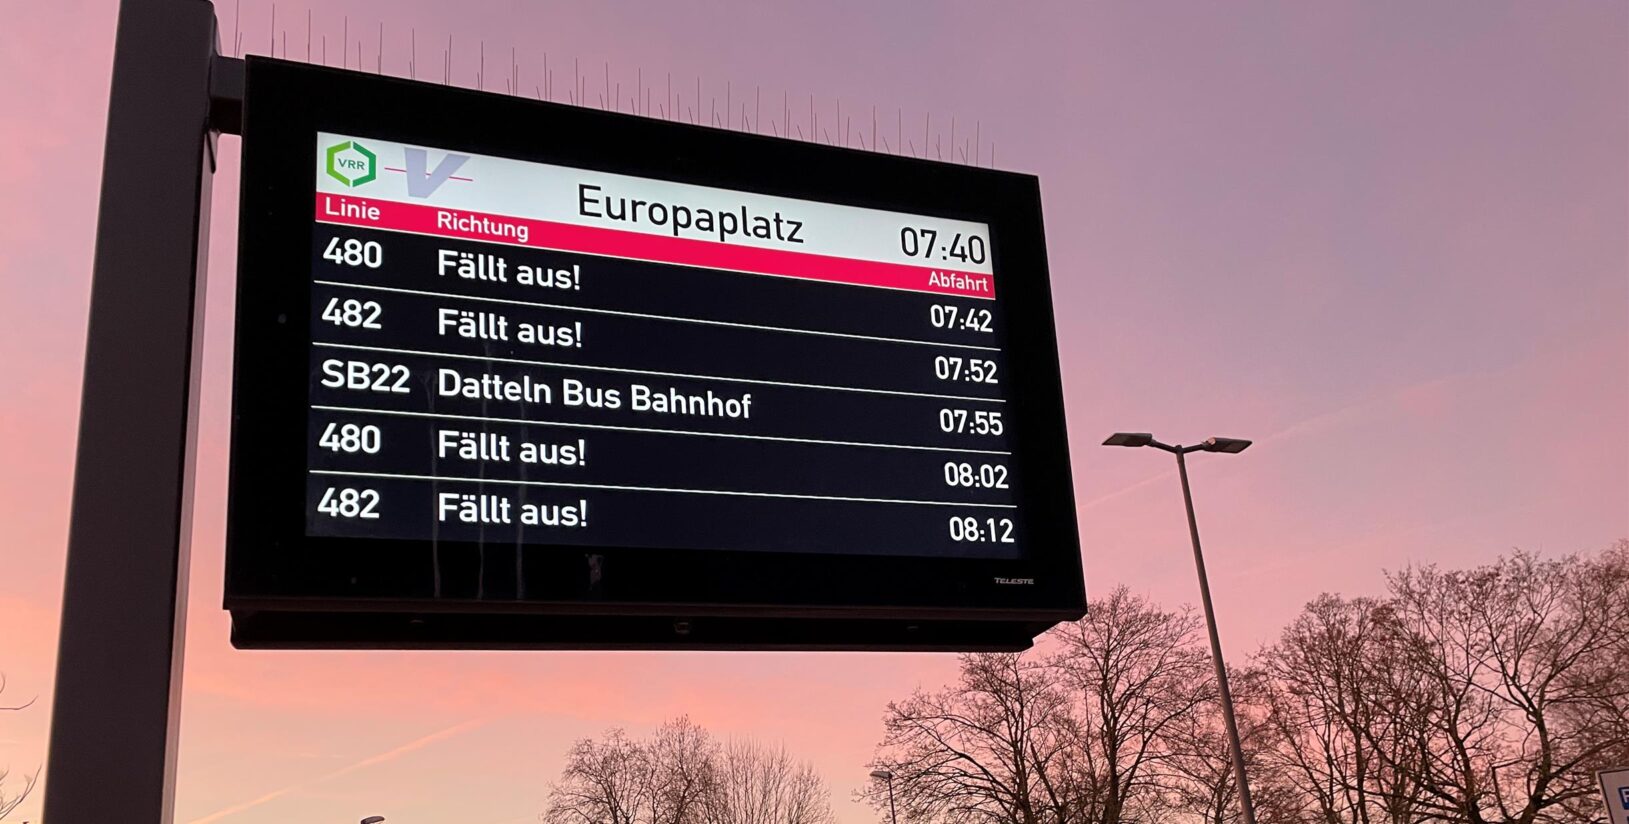 VRR V Europaplatz 07:40
Linie Richtung Abfahrt
480 Fällt aus! 07:42
482 Fällt aus! 07:52
SB22 Datteln Bus Bahnhof 07:55
480 Fällt aus! 08:02
482 Fällt aus! 08:12
TELESTE